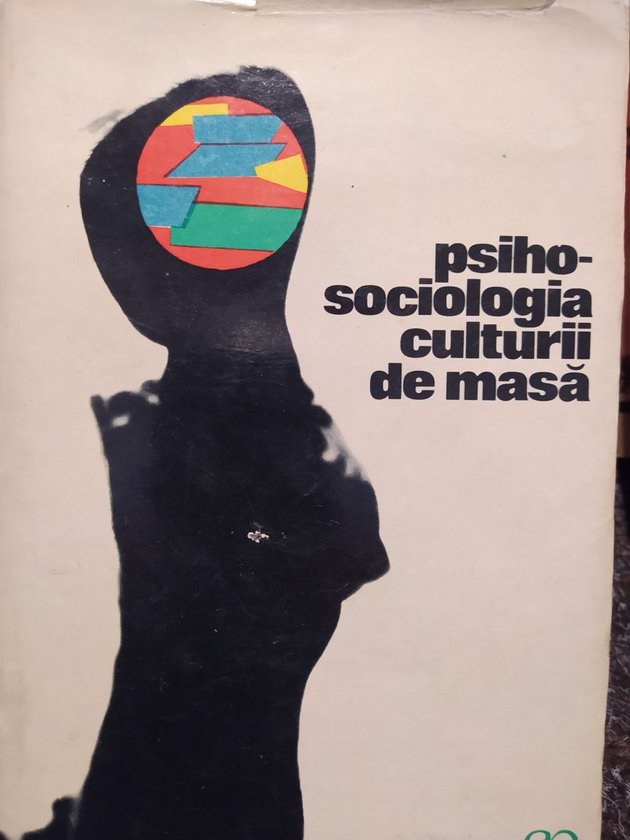 psiho-
sociologia
culturii
de masă